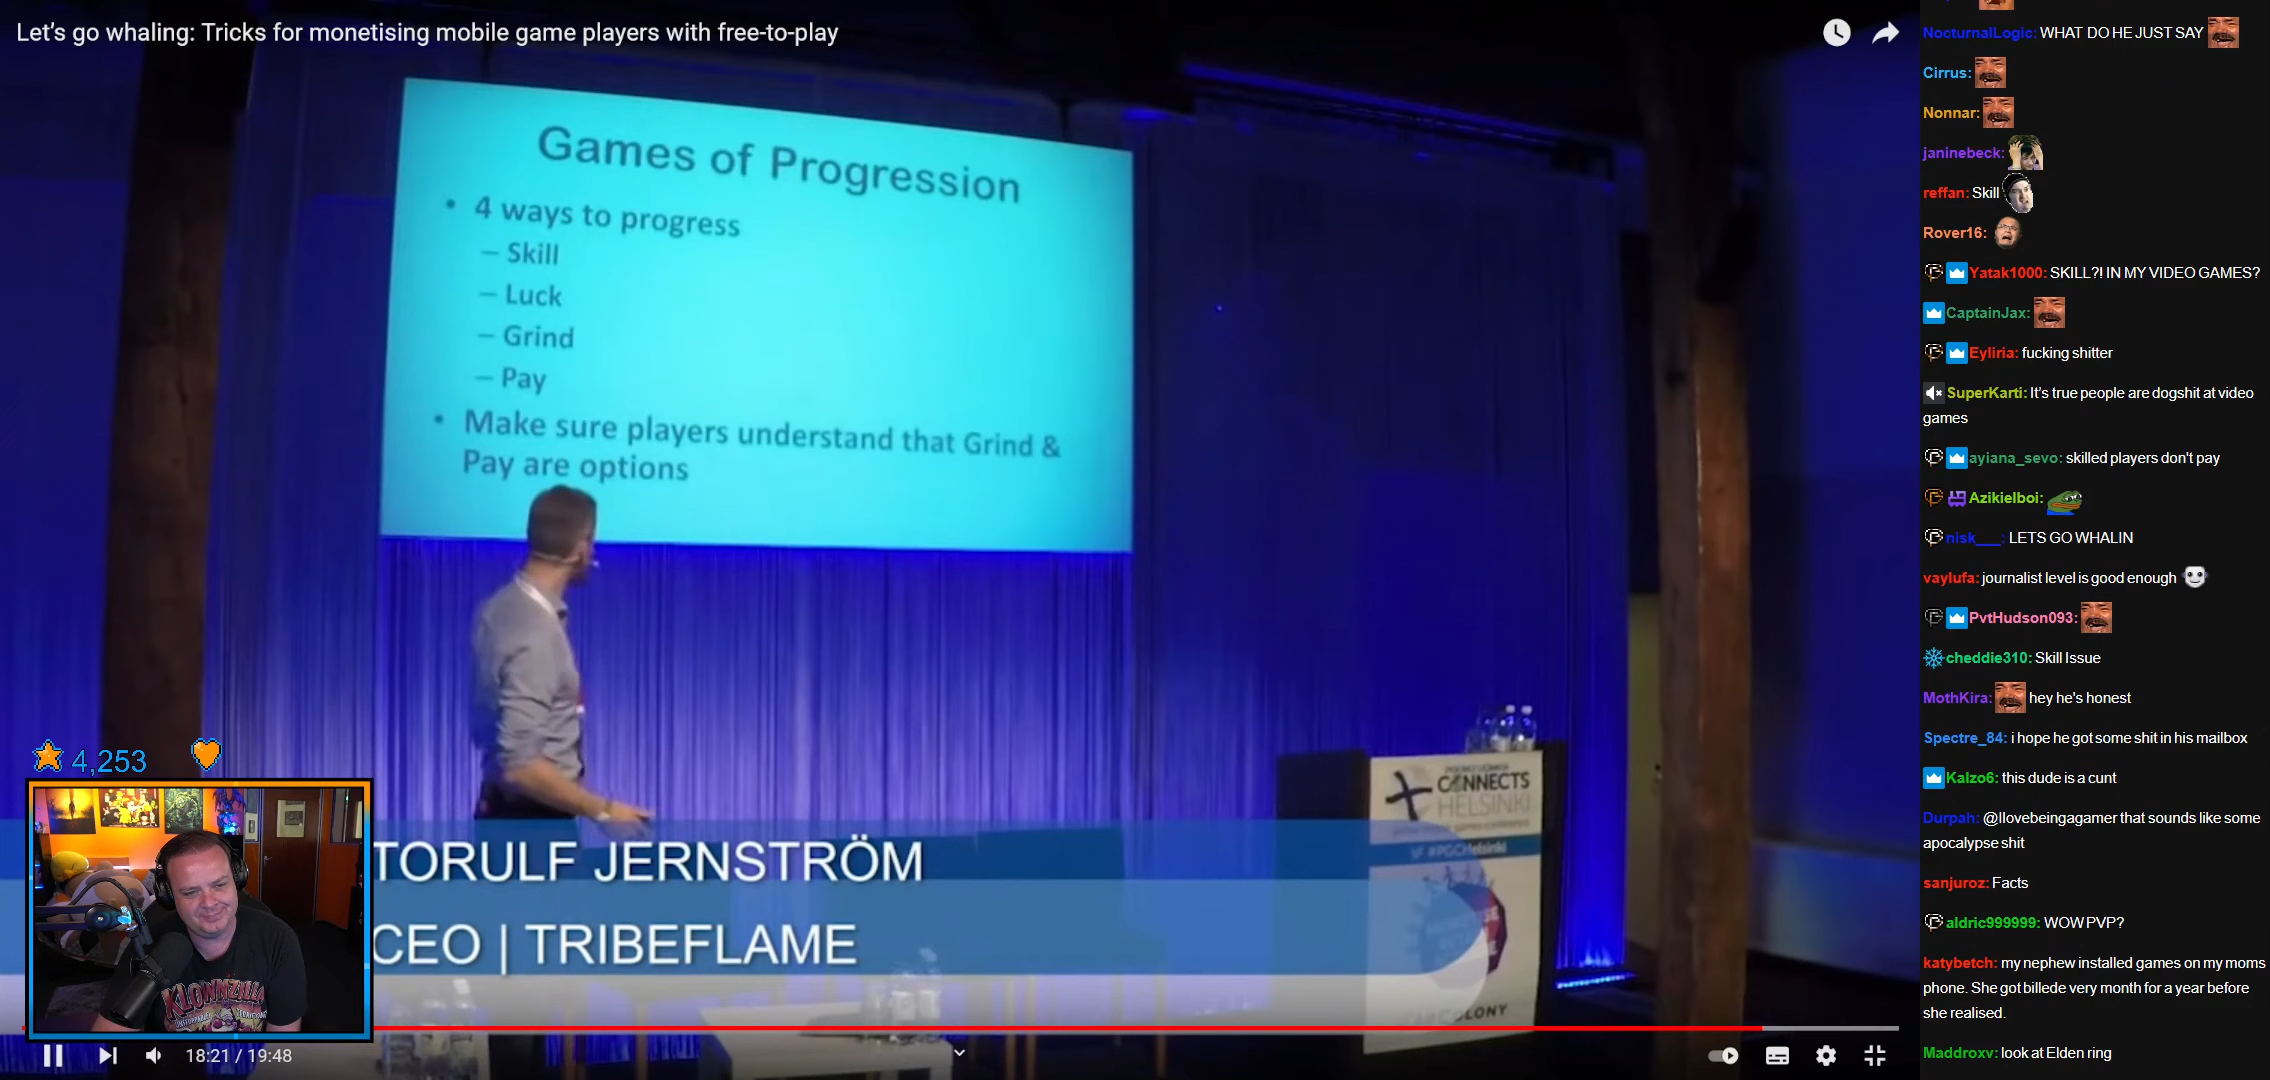 Let's go whaling: Tricks for monetising mobile game players with free-to-play
Games of Progression
• 4 ways to progress
– Skill
– Luck
– Grind
– Pay
• Make sure players understand that Grind &
Pay are options
CONNECTS
HELSINKI
#PGCHelsinki
4,253
KLOWNZILLA
TORULF JERNSTRÖM
CEO | TRIBEFLAME
18:21 / 19:48
NocturnalLogic: WHAT DO HE JUST SAY
Cirrus:
Nonnar:
janinebeck:
reffan: Skill
Rover16:
Yatak1000: SKILL?! IN MY VIDEO GAMES?
CaptainJax:
Eyliria: fucking shitter
SuperKarti: It's true people are dogshit at video
games
ayiana_sevo: skilled players don't pay
Azikielboi:
nisk___: LETS GO WHALIN
vaylufa: journalist level is good enough
PvtHudson093:
cheddie310: Skill Issue
MothKira: hey he's honest
Spectre_84: i hope he got some shit in his mailbox
Kalzo6: this dude is a cunt
Durpah: @Ilovebeingagamer that sounds like some
apocalypse shit
sanjuroz: Facts
aldric999999: WOW PVP?
katybetch: my nephew installed games on my moms
phone. She got billede very month for a year before
she realised.
Maddroxv: look at Elden ring